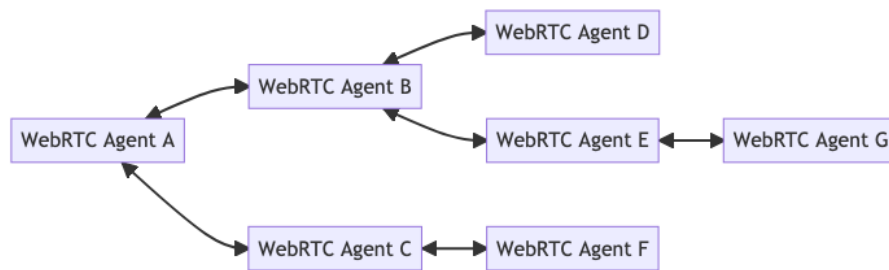 WebRTC Agent D
WebRTC Agent B
WebRTC Agent A
WebRTC Agent E
WebRTC Agent G
WebRTC Agent C
WebRTC Agent F